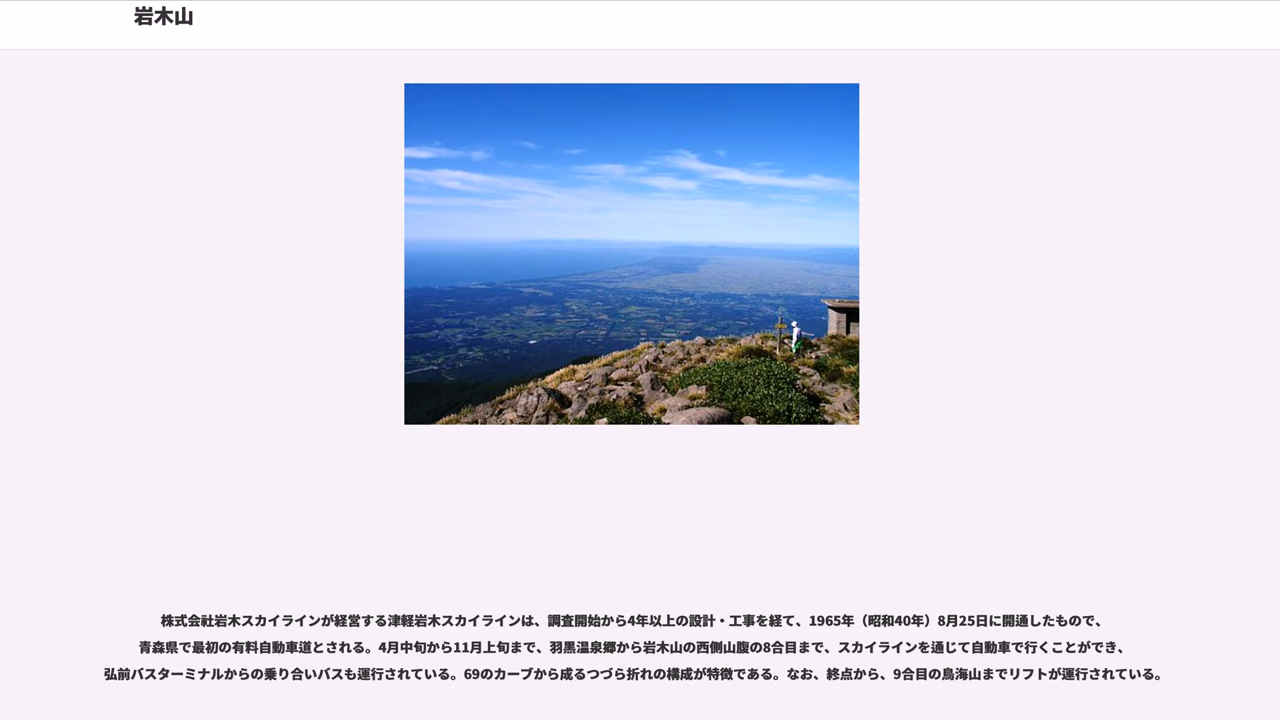 岩木山
株式会社岩木スカイラインが経営する津軽岩木スカイラインは、調査開始から4年以上の設計・工事を経て、1965年（昭和40年）8月25日に開通したもので、
青森県で最初の有料自動車道とされる。4月中旬から11月上旬まで、羽黒温泉郷から岩木山の西側山腹の8合目まで、スカイラインを通じて自動車で行くことができ、
弘前バスターミナルからの乗り合いバスも運行されている。69のカーブから成るつづら折れの構成が特徴である。なお、終点から、9合目の鳥海山までリフトが運行されている。